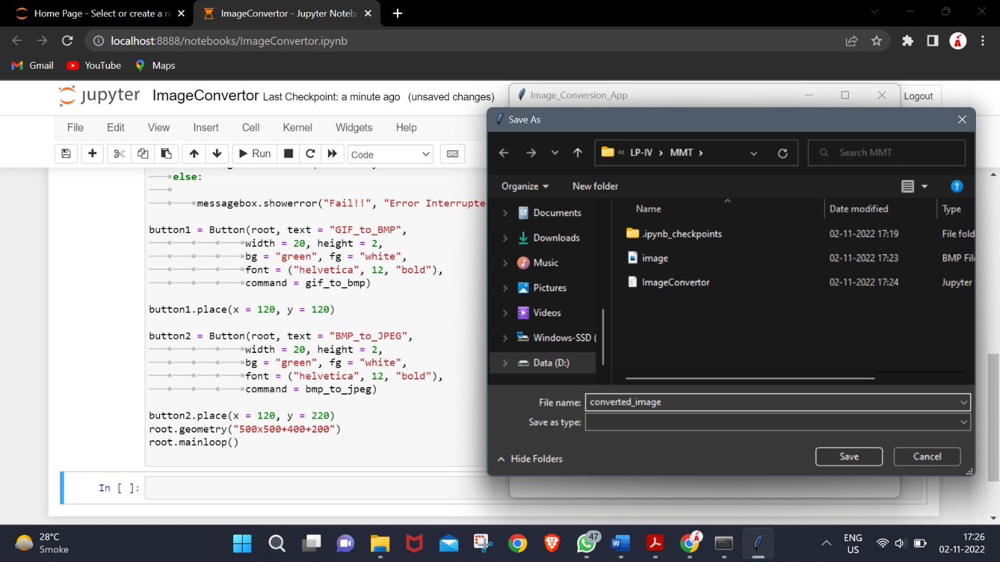 Home Page - Select or create a n
ImageConvertor - Jupyter Noteb
localhost:8888/notebooks/ImageConvertor.ipynb
Gmail
YouTube
Maps
jupyter ImageConvertor Last Checkpoint: a minute ago (unsaved changes)
Image_Conversion_App
Logout
File Edit View Insert Cell Kernel Widgets Help
Run
Code
Save As
LP-IV › MMT ›
Search MMT
Organize
New folder
Name Date modified Type
Documents
Downloads
Music
Pictures
Videos
Windows-SSD (
Data (D:)
.ipynb_checkpoints 02-11-2022 17:19 File fold
image 02-11-2022 17:23 BMP Fil
ImageConvertor 02-11-2022 17:24 Jupyter
File name: converted_image
Save as type:
Hide Folders
Save
Cancel
else:
messagebox.showerror("Fail!!", "Error Interrupte
button1 = Button(root, text = "GIF_to_BMP",
width = 20, height = 2,
bg = "green", fg = "white",
font = ("helvetica", 12, "bold"),
command = gif_to_bmp)
button1.place(x = 120, y = 120)
button2 = Button(root, text = "BMP_to_JPEG",
width = 20, height = 2,
bg = "green", fg = "white",
font = ("helvetica", 12, "bold"),
command = bmp_to_jpeg)
button2.place(x = 120, y = 220)
root.geometry("500x500+400+200")
root.mainloop()
In [ ]:
28°C
Smoke
47
ENG
US
17:26
02-11-2022